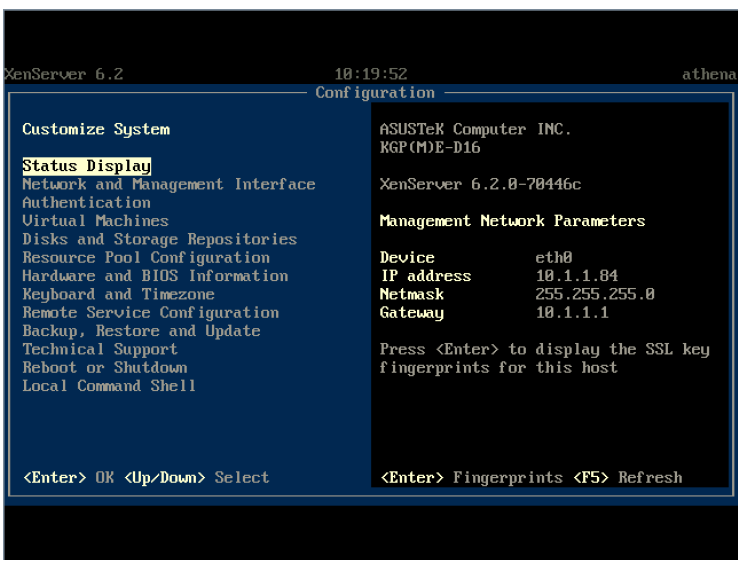 XenServer 6.2 10:19:52 athena
Configuration
Customize System
Status Display
Network and Management Interface
Authentication
Virtual Machines
Disks and Storage Repositories
Resource Pool Configuration
Hardware and BIOS Information
Keyboard and Timezone
Remote Service Configuration
Backup, Restore and Update
Technical Support
Reboot or Shutdown
Local Command Shell
<Enter> OK <Up/Down> Select
ASUSTeK Computer INC.
KGP(M)E-D16
XenServer 6.2.0-70446c
Management Network Parameters
Device eth0
IP address 10.1.1.84
Netmask 255.255.255.0
Gateway 10.1.1.1
Press <Enter> to display the SSL key
fingerprints for this host
<Enter> Fingerprints <F5> Refresh